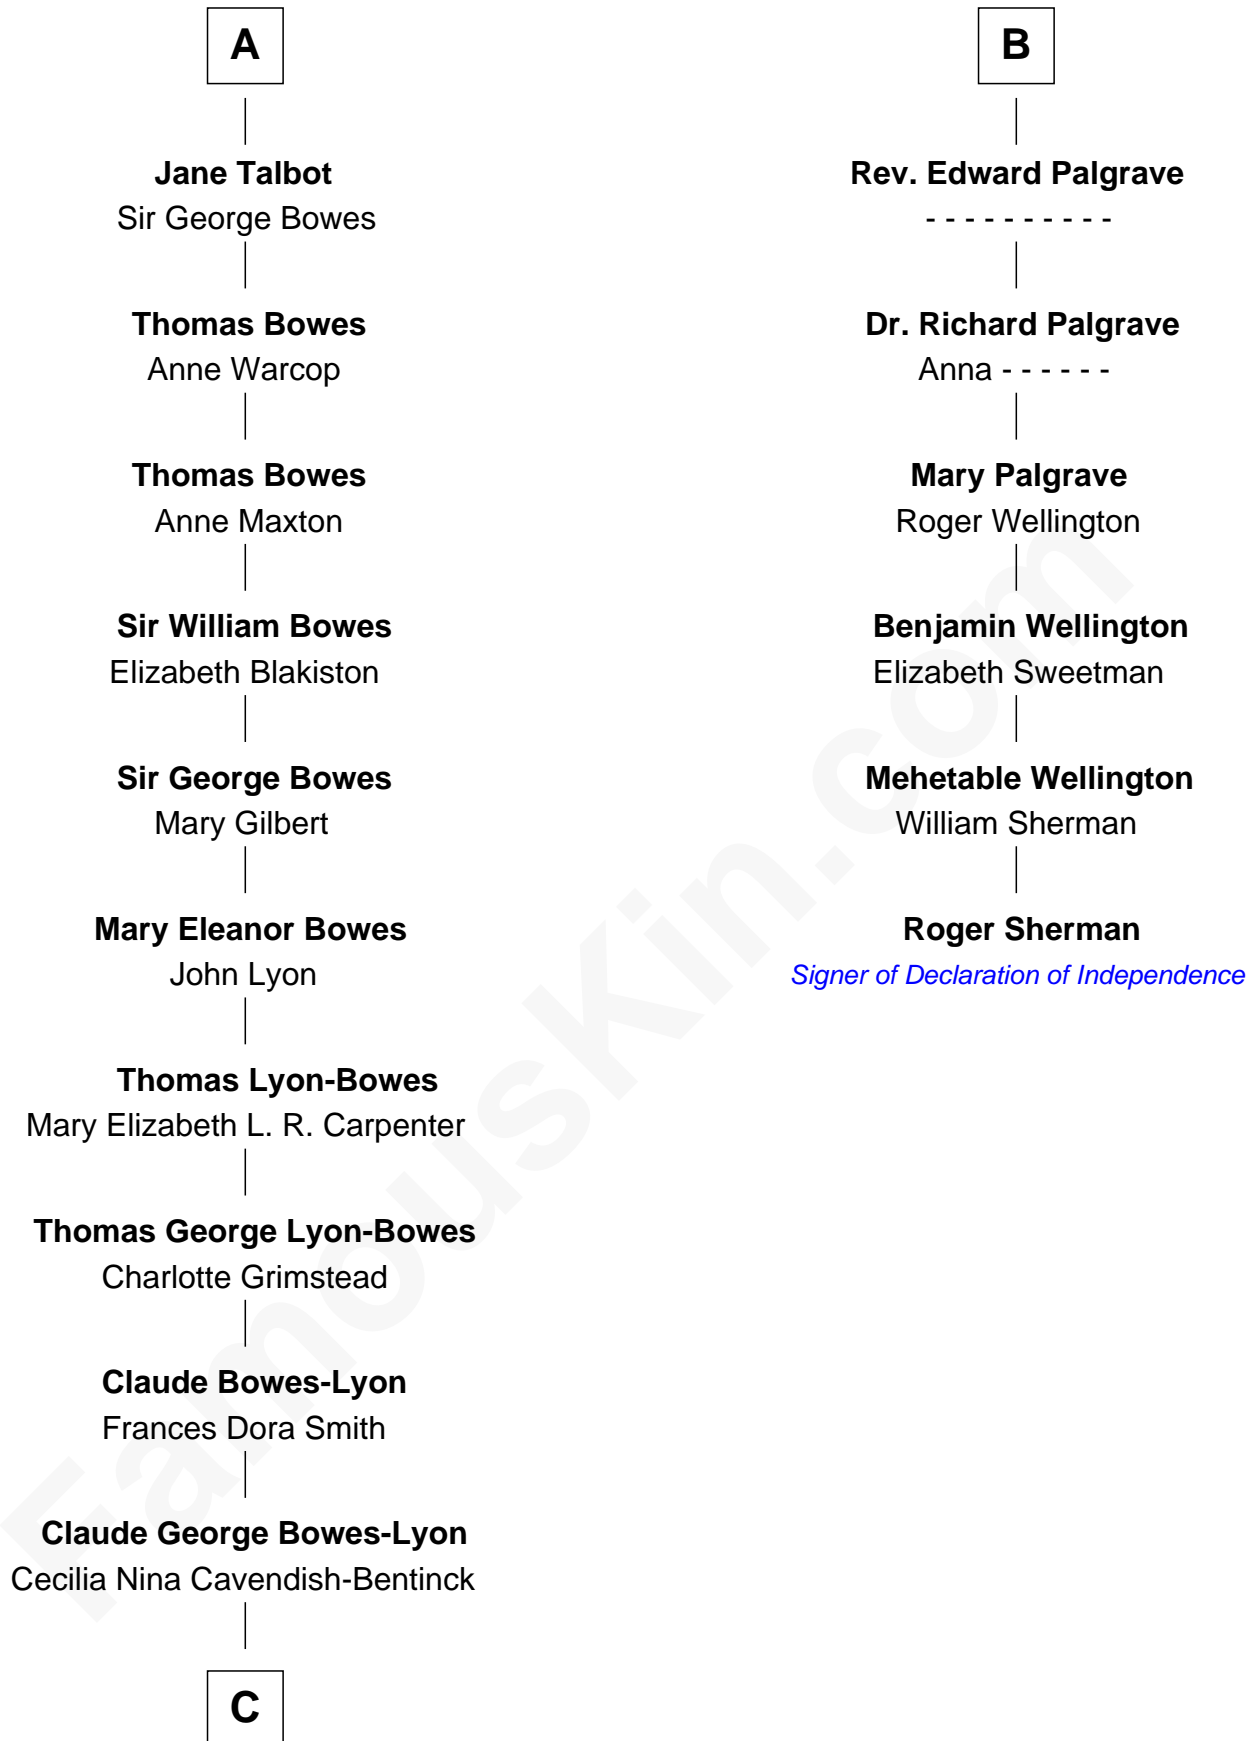 A
Jane Talbot
Sir George Bowes
Thomas Bowes
Anne Warcop
Thomas Bowes
Anne Maxton
Sir William Bowes
Elizabeth Blakiston
Sir George Bowes
Mary Gilbert
Mary Eleanor Bowes
John Lyon
Thomas Lyon-Bowes
Mary Elizabeth L. R. Carpenter
Thomas George Lyon-Bowes
Charlotte Grimstead
Claude Bowes-Lyon
Frances Dora Smith
Claude George Bowes-Lyon
Cecilia Nina Cavendish-Bentinck
C
B
Rev. Edward Palgrave
- - - - - - - - - -
Dr. Richard Palgrave
Anna - - - - - -
Mary Palgrave
Roger Wellington
Benjamin Wellington
Elizabeth Sweetman
Mehetable Wellington
William Sherman
Roger Sherman
Signer of Declaration of Independence
FamousKin.com